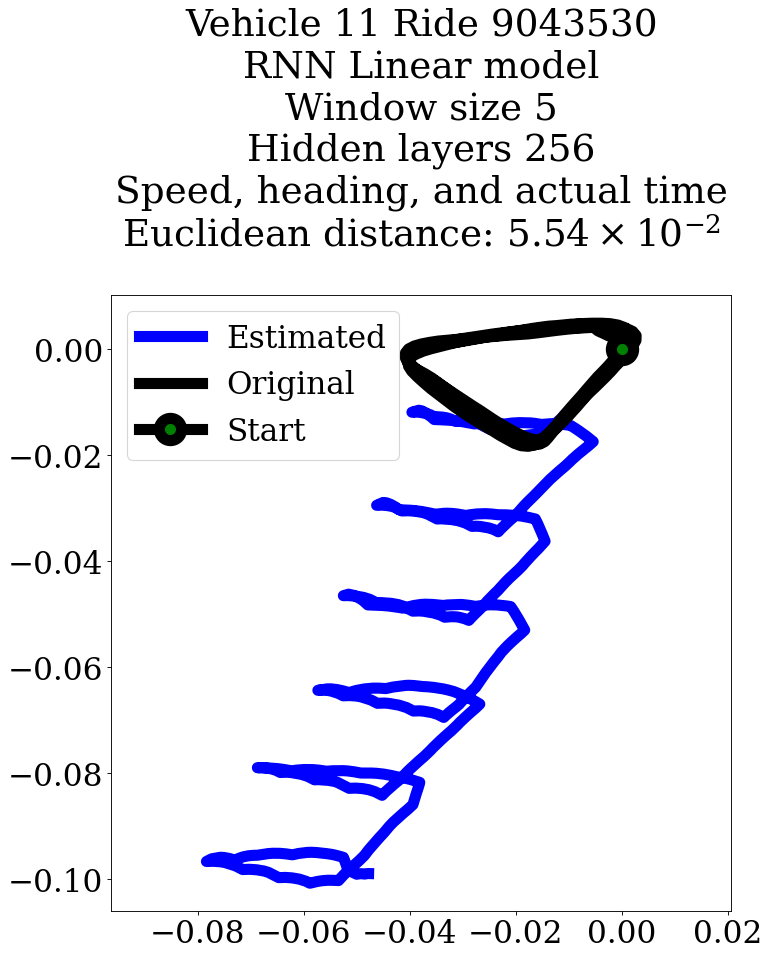 Vehicle 11 Ride 9043530
RNN Linear model
Window size 5
Hidden layers 256
Speed, heading, and actual time
Euclidean distance: 5.54 × 10⁻²
Estimated
Original
Start
0.00
−0.02
−0.04
−0.06
−0.08
−0.10
−0.08 −0.06 −0.04 −0.02 0.00 0.02